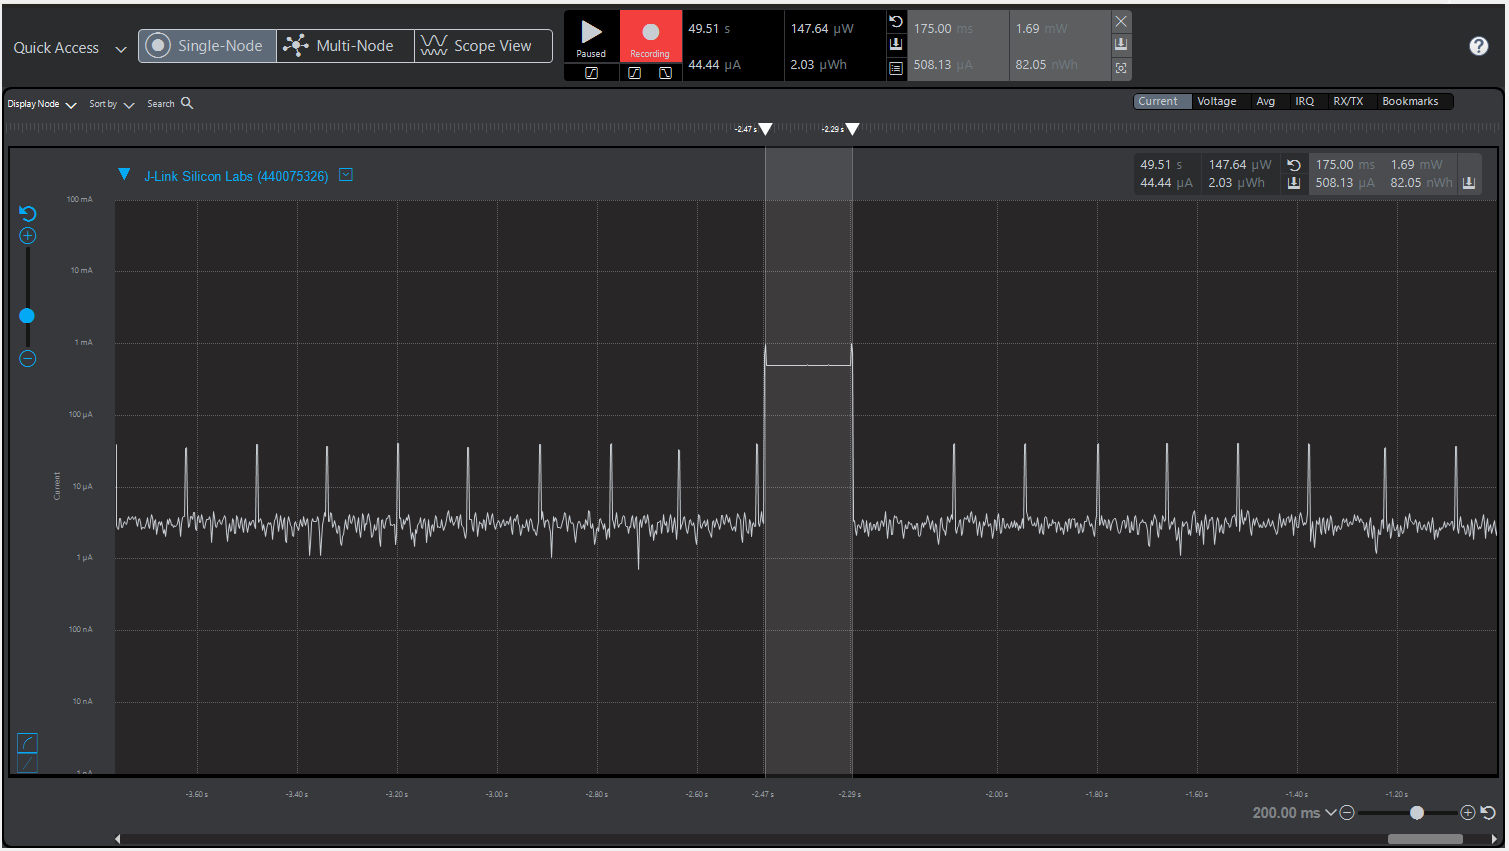 Quick Access
Single-Node
Multi-Node
Scope View
Paused
Recording
49.51 s
147.64 µW
44.44 µA
2.03 µWh
175.00 ms
1.69 mW
508.13 µA
82.05 nWh
Display Node
Sort by
Search
Current
Voltage
Avg
IRQ
RX/TX
Bookmarks
-2.47 s
-2.29 s
J-Link Silicon Labs (440075326)
49.51 s
147.64 µW
175.00 ms
1.69 mW
44.44 µA
2.03 µWh
508.13 µA
82.05 nWh
100 mA
10 mA
1 mA
100 µA
10 µA
1 µA
100 nA
10 nA
1 nA
Current
-3.60 s
-3.40 s
-3.20 s
-3.00 s
-2.80 s
-2.60 s
-2.47 s
-2.29 s
-2.00 s
-1.80 s
-1.60 s
-1.40 s
-1.20 s
200.00 ms